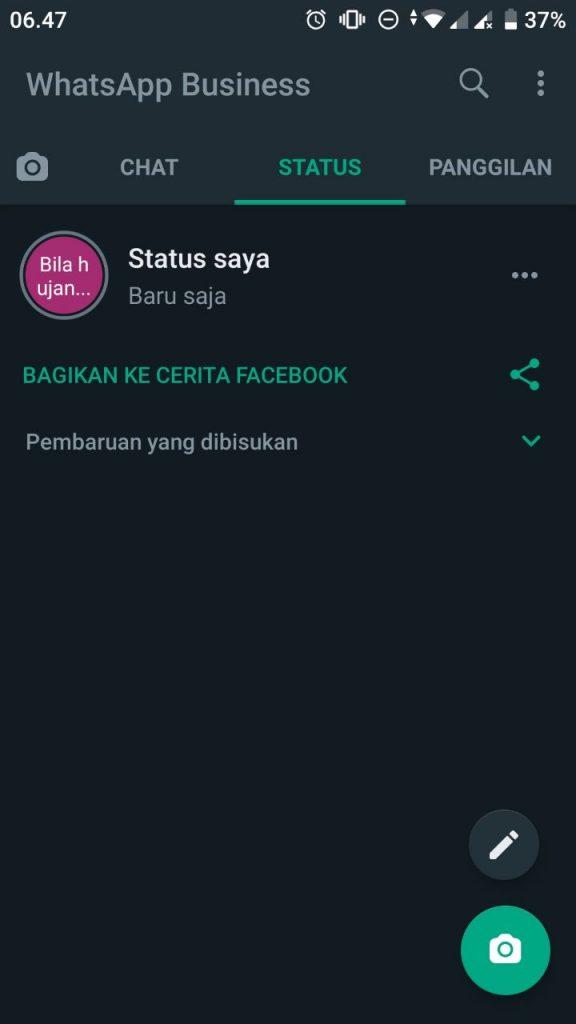 06.47
37%
WhatsApp Business
CHAT
STATUS
PANGGILAN
Bila h
ujan...
Status saya
Baru saja
BAGIKAN KE CERITA FACEBOOK
Pembaruan yang dibisukan